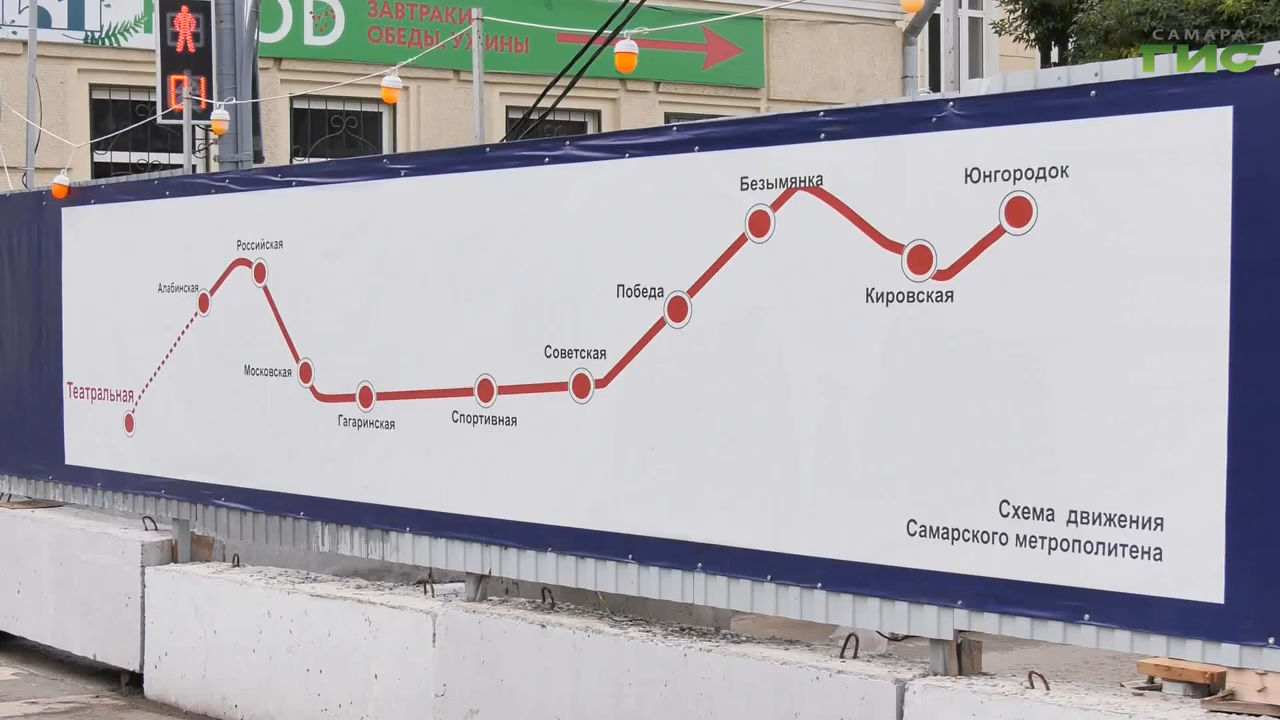 ЗАВТРАКИ
ОБЕДЫ, УЖИНЫ
САМАРА
ГИС
Юнгородок
Безымянка
Российская
Алабинская
Победа
Кировская
Советская
Московская
Театральная
Спортивная
Гагаринская
Схема движения
Самарского метрополитена